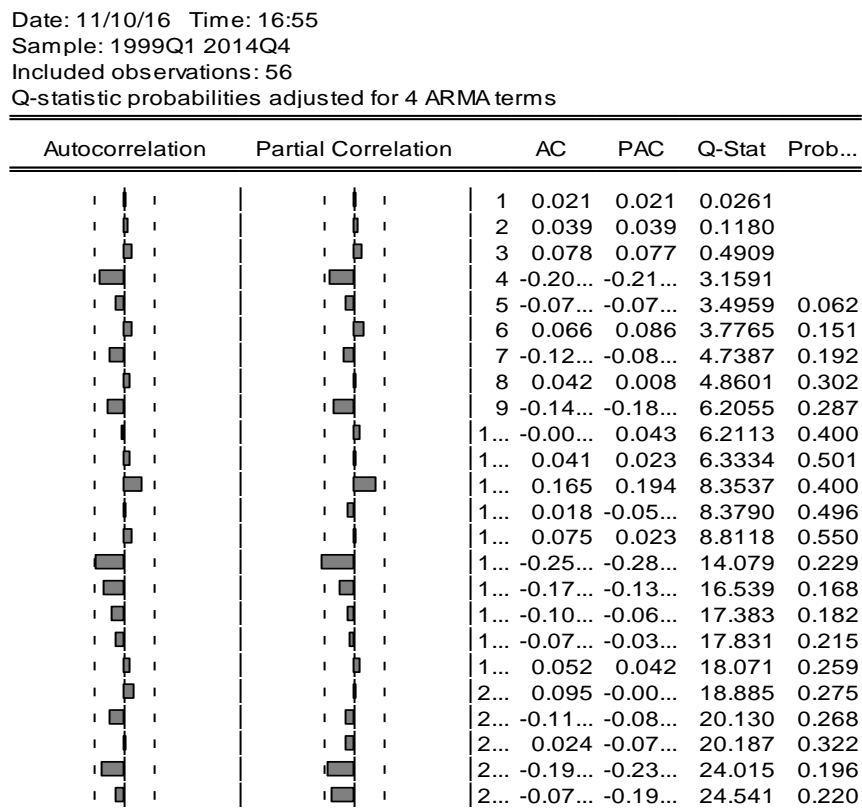 Date: 11/10/16 Time: 16:55
Sample: 1999Q1 2014Q4
Included observations: 56
Q-statistic probabilities adjusted for 4 ARMA terms
Autocorrelation Partial Correlation AC PAC Q-Stat Prob...
1 0.021 0.021 0.0261
2 0.039 0.039 0.1180
3 0.078 0.077 0.4909
4 -0.20... -0.21... 3.1591
5 -0.07... -0.07... 3.4959 0.062
6 0.066 0.086 3.7765 0.151
7 -0.12... -0.08... 4.7387 0.192
8 0.042 0.008 4.8601 0.302
9 -0.14... -0.18... 6.2055 0.287
1... -0.00... 0.043 6.2113 0.400
1... 0.041 0.023 6.3334 0.501
1... 0.165 0.194 8.3537 0.400
1... 0.018 -0.05... 8.3790 0.496
1... 0.075 0.023 8.8118 0.550
1... -0.25... -0.28... 14.079 0.229
1... -0.17... -0.13... 16.539 0.168
1... -0.10... -0.06... 17.383 0.182
1... -0.07... -0.03... 17.831 0.215
1... 0.052 0.042 18.071 0.259
2... 0.095 -0.00... 18.885 0.275
2... -0.11... -0.08... 20.130 0.268
2... 0.024 -0.07... 20.187 0.322
2... -0.19... -0.23... 24.015 0.196
2... -0.07... -0.19... 24.541 0.220